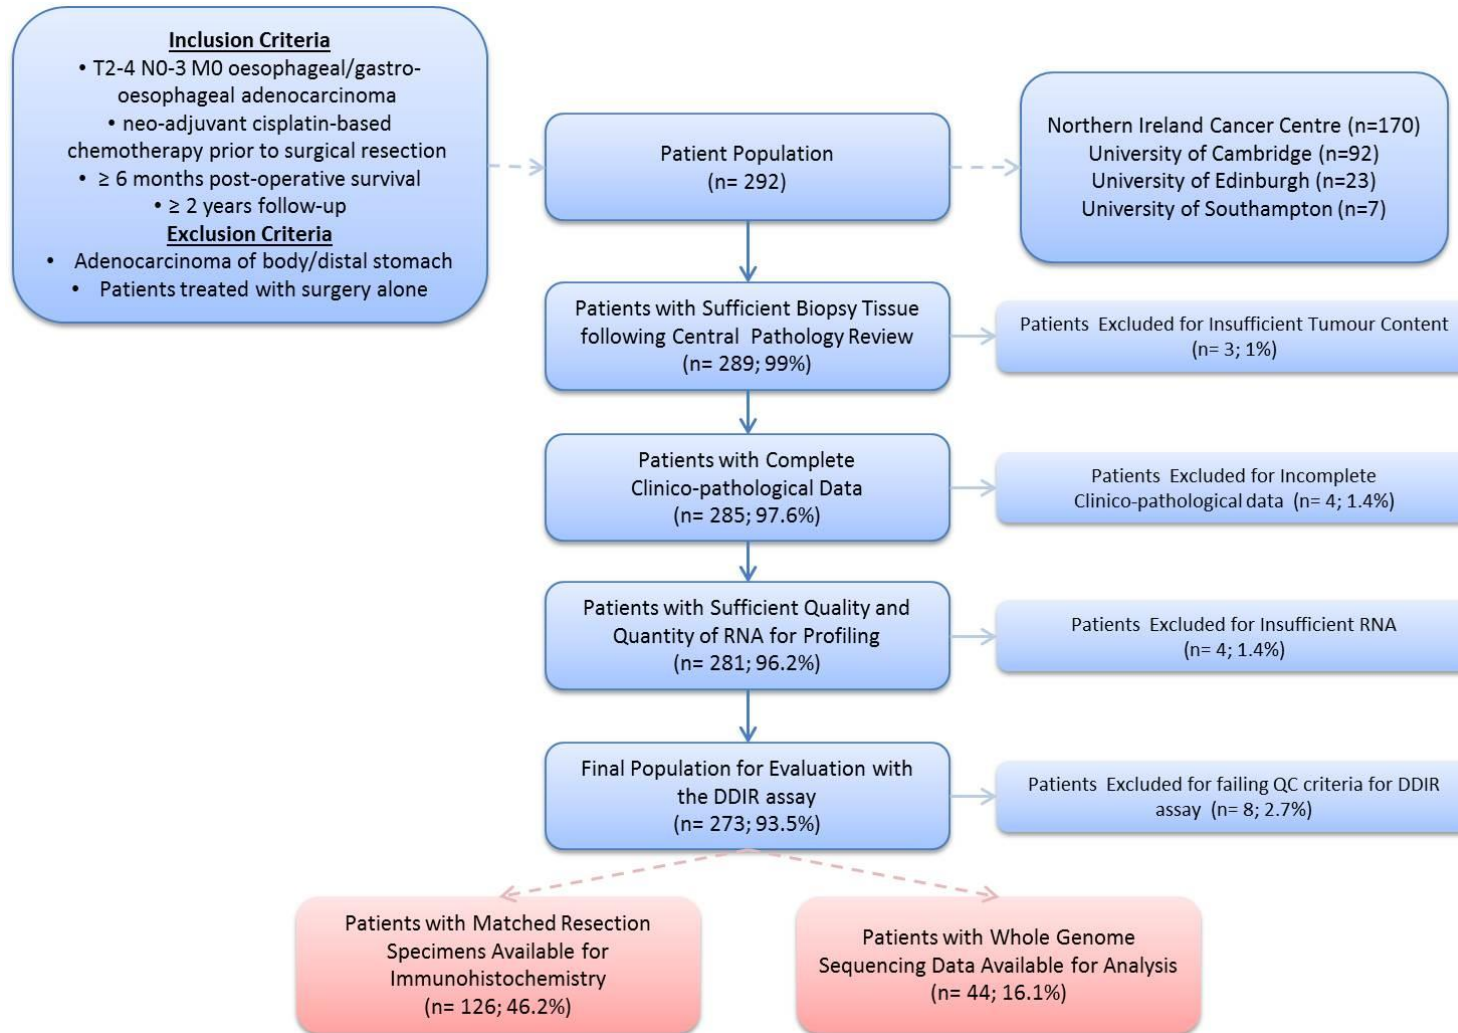 Inclusion Criteria
• T2-4 N0-3 M0 oesophageal/gastro-
oesophageal adenocarcinoma
• neo-adjuvant cisplatin-based
chemotherapy prior to surgical resection
• ≥ 6 months post-operative survival
• ≥ 2 years follow-up
Exclusion Criteria
• Adenocarcinoma of body/distal stomach
• Patients treated with surgery alone
Patient Population
(n= 292)
Northern Ireland Cancer Centre (n=170)
University of Cambridge (n=92)
University of Edinburgh (n=23)
University of Southampton (n=7)
Patients with Sufficient Biopsy Tissue
following Central Pathology Review
(n= 289; 99%)
Patients Excluded for Insufficient Tumour Content
(n= 3; 1%)
Patients with Complete
Clinico-pathological Data
(n= 285; 97.6%)
Patients Excluded for Incomplete
Clinico-pathological data (n= 4; 1.4%)
Patients with Sufficient Quality and
Quantity of RNA for Profiling
(n= 281; 96.2%)
Patients Excluded for Insufficient RNA
(n= 4; 1.4%)
Final Population for Evaluation with
the DDIR assay
(n= 273; 93.5%)
Patients Excluded for failing QC criteria for DDIR
assay (n= 8; 2.7%)
Patients with Matched Resection
Specimens Available for
Immunohistochemistry
(n= 126; 46.2%)
Patients with Whole Genome
Sequencing Data Available for Analysis
(n= 44; 16.1%)